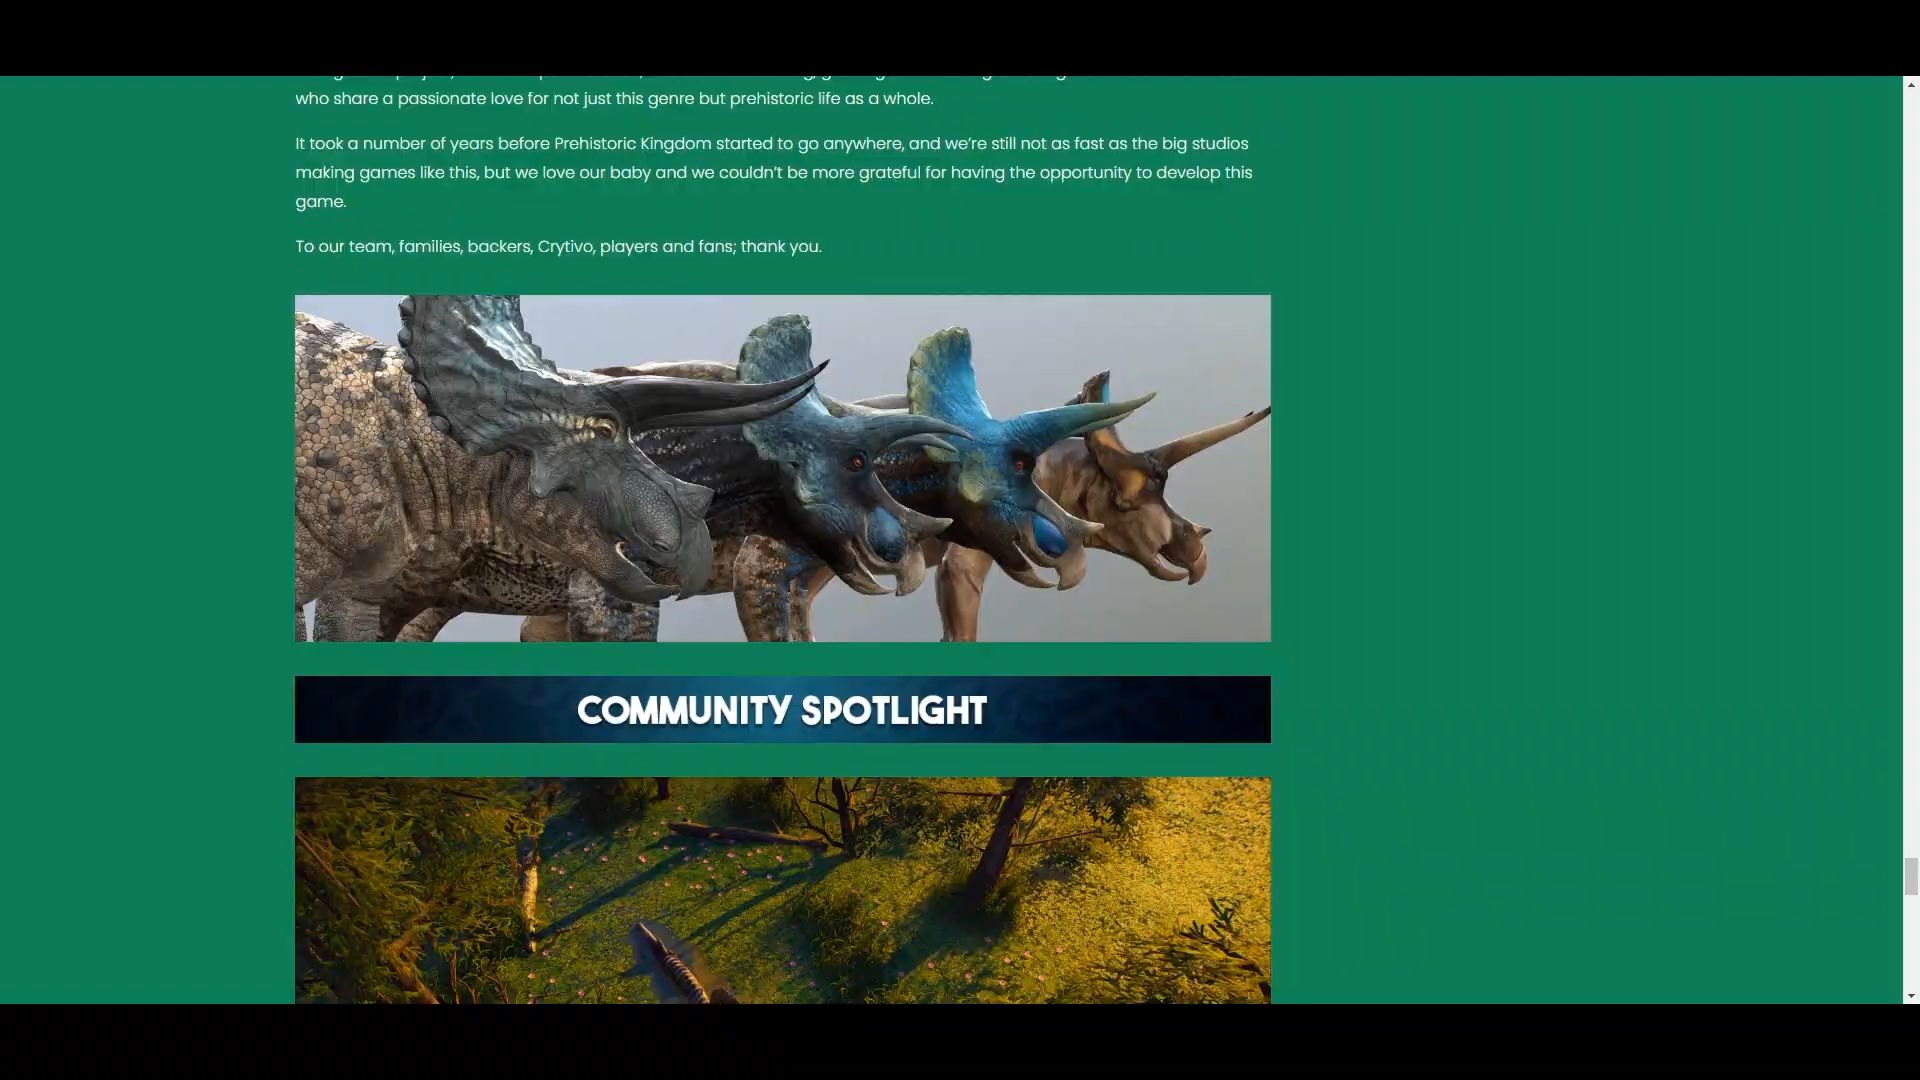 who share a passionate love for not just this genre but prehistoric life as a whole.
It took a number of years before Prehistoric Kingdom started to go anywhere, and we’re still not as fast as the big studios
making games like this, but we love our baby and we couldn’t be more grateful for having the opportunity to develop this
game.
To our team, families, backers, Crytivo, players and fans; thank you.
COMMUNITY SPOTLIGHT